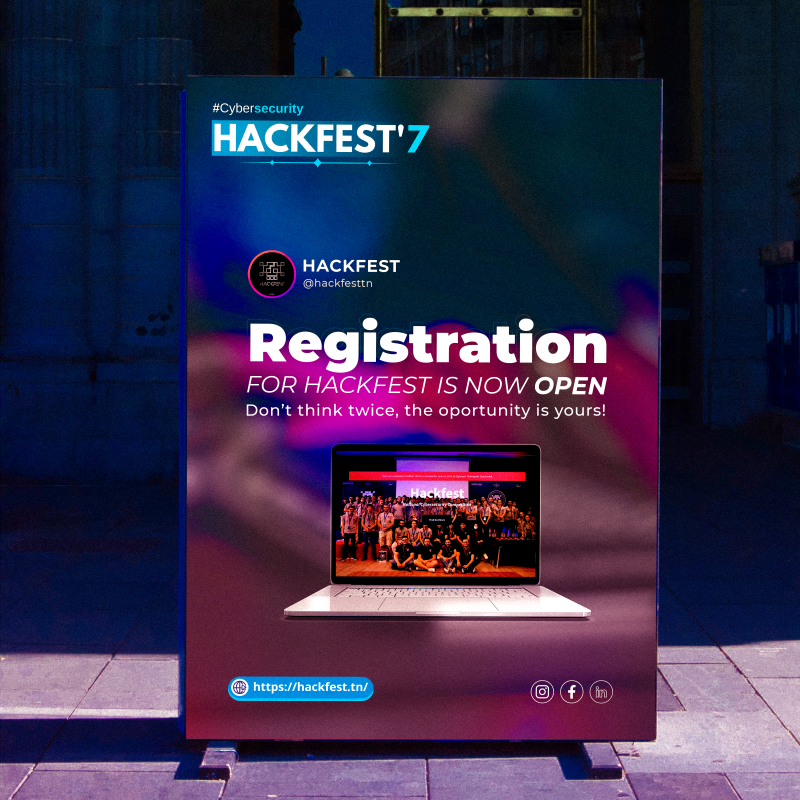 #Cybersecurity
HACKFEST'7
HACKFEST
@hackfesttn
Registration
FOR HACKFEST IS NOW OPEN
Don't think twice, the oportunity is yours!
Hackfest
https://hackfest.tn/